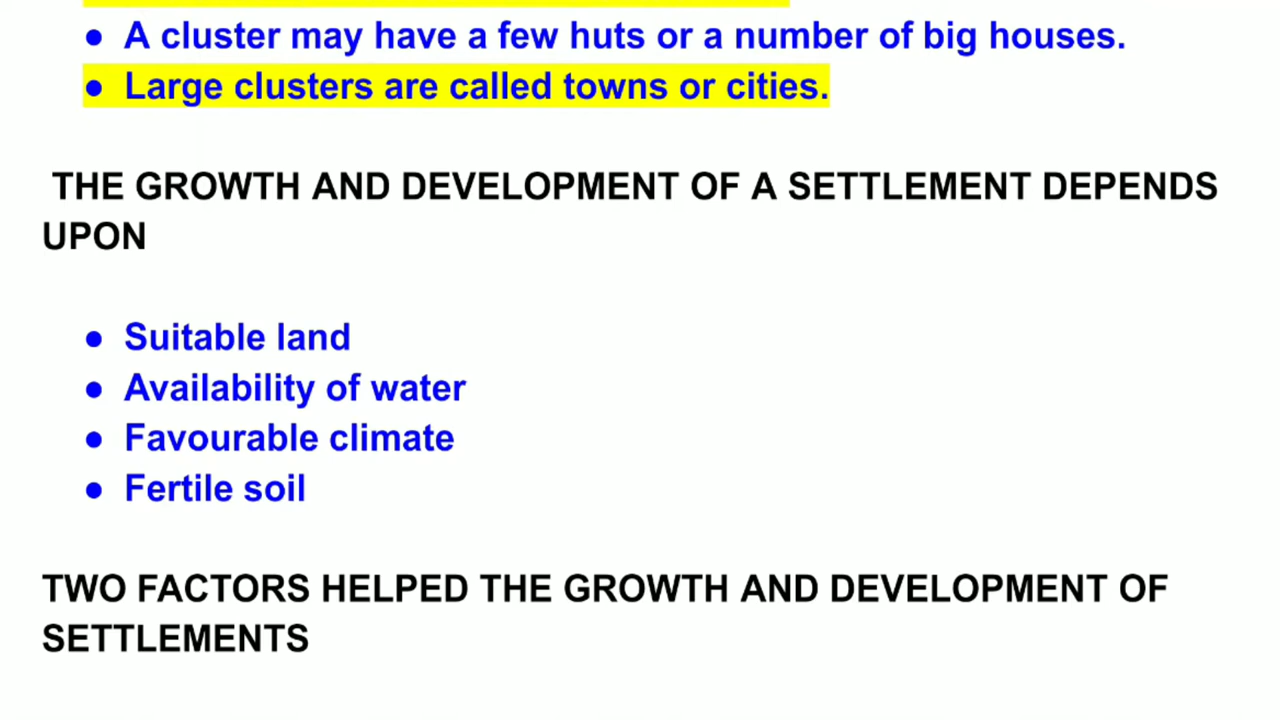 ● A cluster may have a few huts or a number of big houses.
● Large clusters are called towns or cities.
THE GROWTH AND DEVELOPMENT OF A SETTLEMENT DEPENDS
UPON
● Suitable land
● Availability of water
● Favourable climate
● Fertile soil
TWO FACTORS HELPED THE GROWTH AND DEVELOPMENT OF
SETTLEMENTS